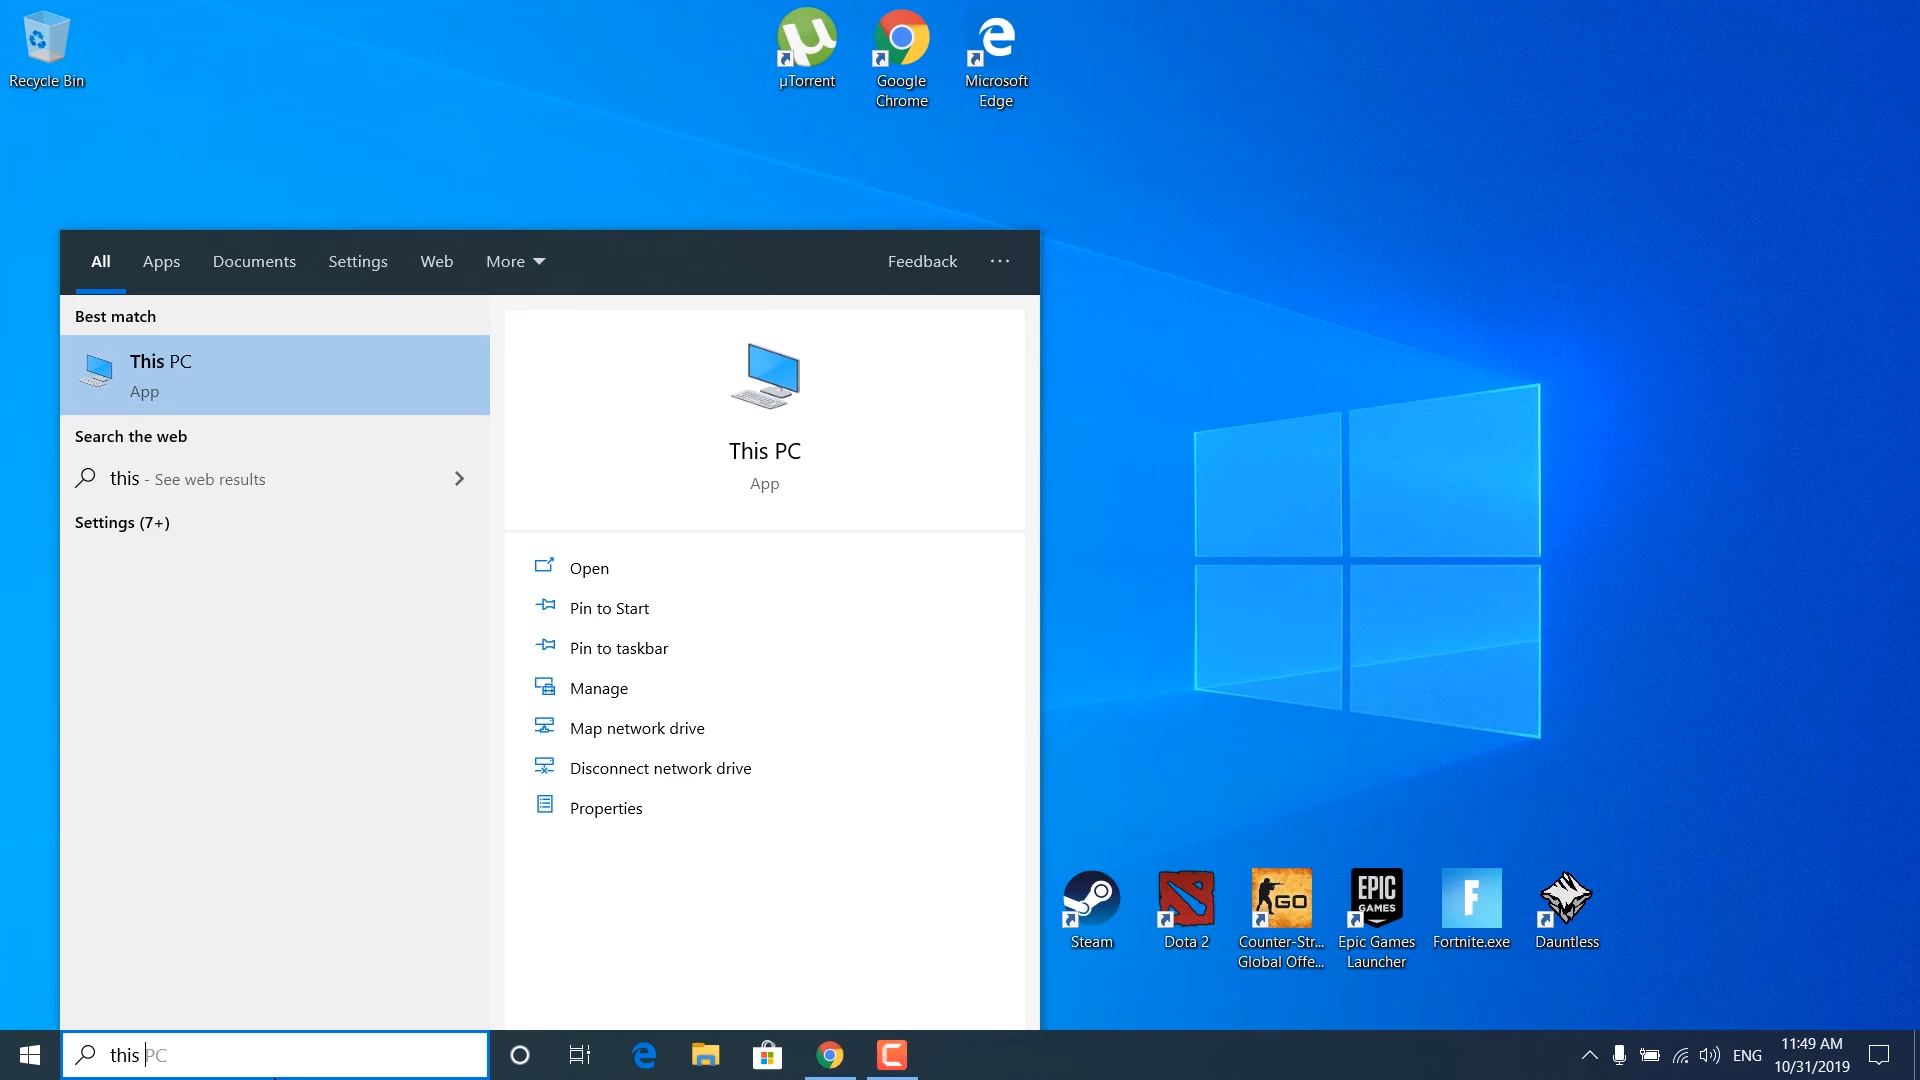 Recycle Bin
µTorrent
Google
Chrome
Microsoft
Edge
All
Apps
Documents
Settings
Web
More
Feedback
Best match
This PC
App
Search the web
this - See web results
Settings (7+)
This PC
App
Open
Pin to Start
Pin to taskbar
Manage
Map network drive
Disconnect network drive
Properties
GO
EPIC
GAMES
F
Steam
Dota 2
Counter-Str...
Global Offe...
Epic Games
Launcher
Fortnite.exe
Dauntless
this PC
ENG
11:49 AM
10/31/2019